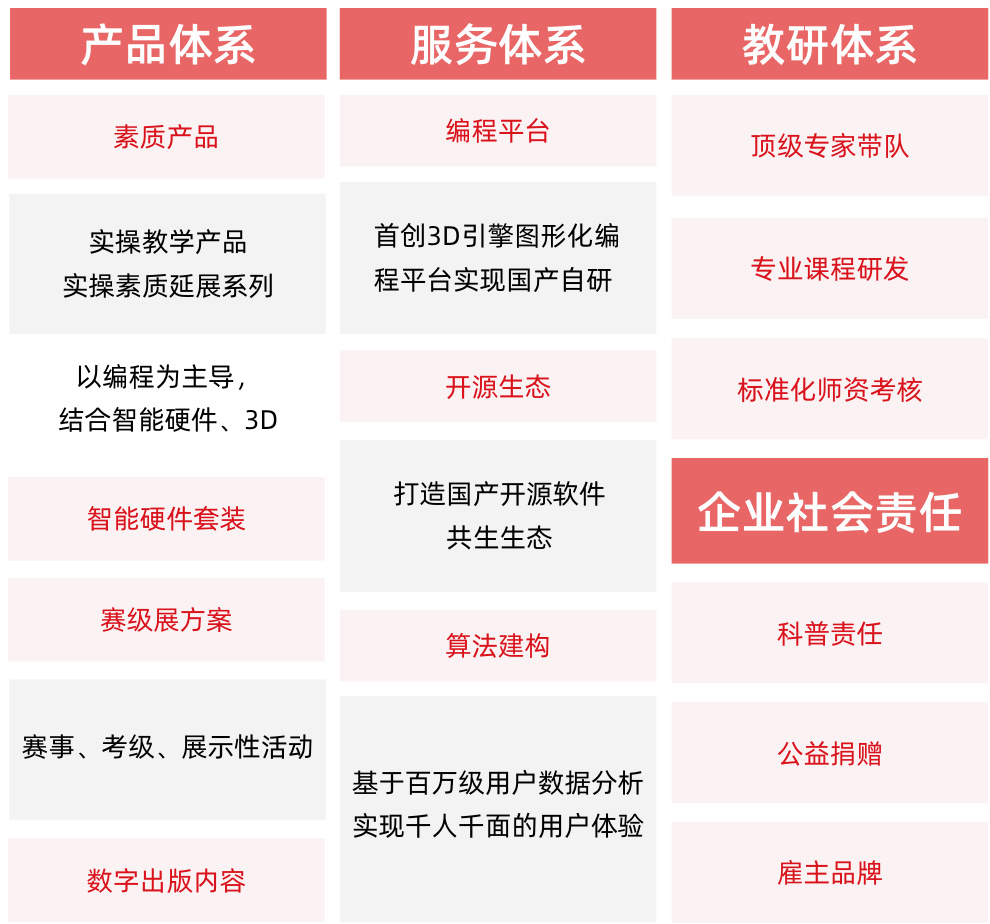 产品体系
素质产品
实操教学产品
实操素质延展系列
以编程为主导，
结合智能硬件、3D
智能硬件套装
赛级展方案
赛事、考级、展示性活动
数字出版内容
服务体系
编程平台
首创3D引擎图形化编
程平台实现国产自研
开源生态
打造国产开源软件
共生生态
算法建构
基于百万级用户数据分析
实现千人千面的用户体验
教研体系
顶级专家带队
专业课程研发
标准化师资考核
企业社会责任
科普责任
公益捐赠
雇主品牌